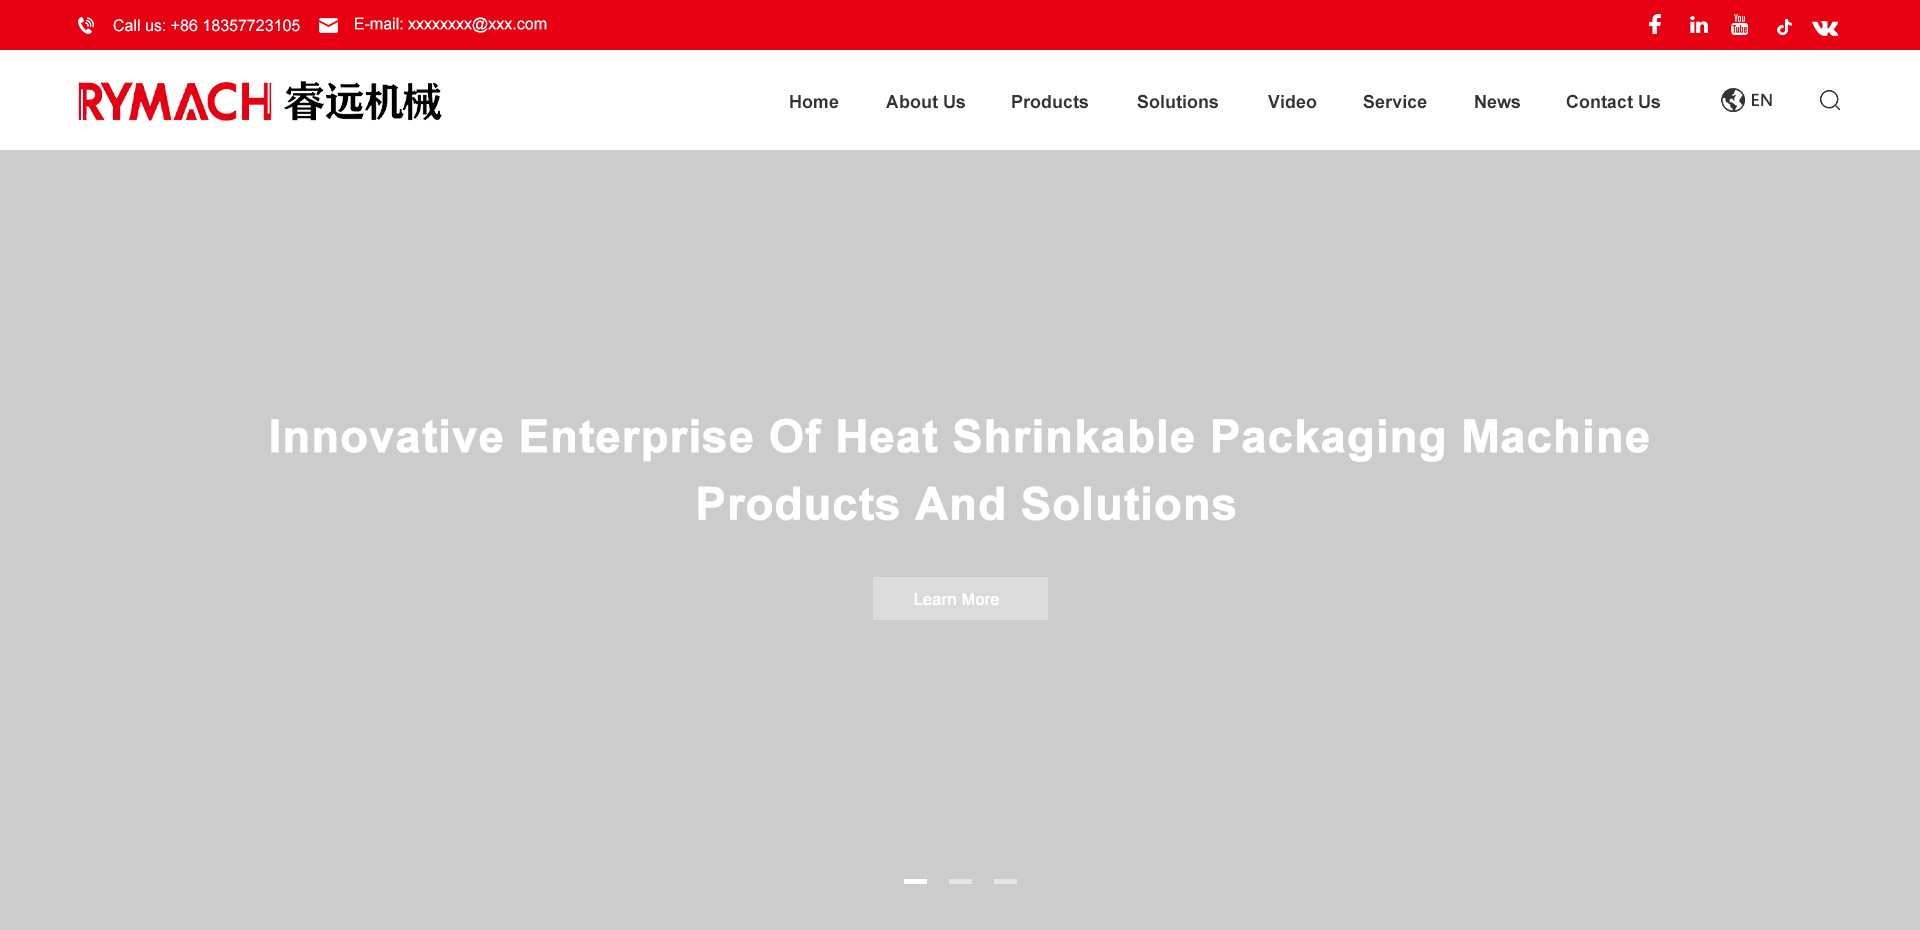 Call us: +86 18357723105
E-mail: xxxxxxxx@xxx.com
You Tube
RYMACH 睿远机械
Home About Us Products Solutions Video Service News Contact Us EN
Innovative Enterprise Of Heat Shrinkable Packaging Machine
Products And Solutions
Learn More